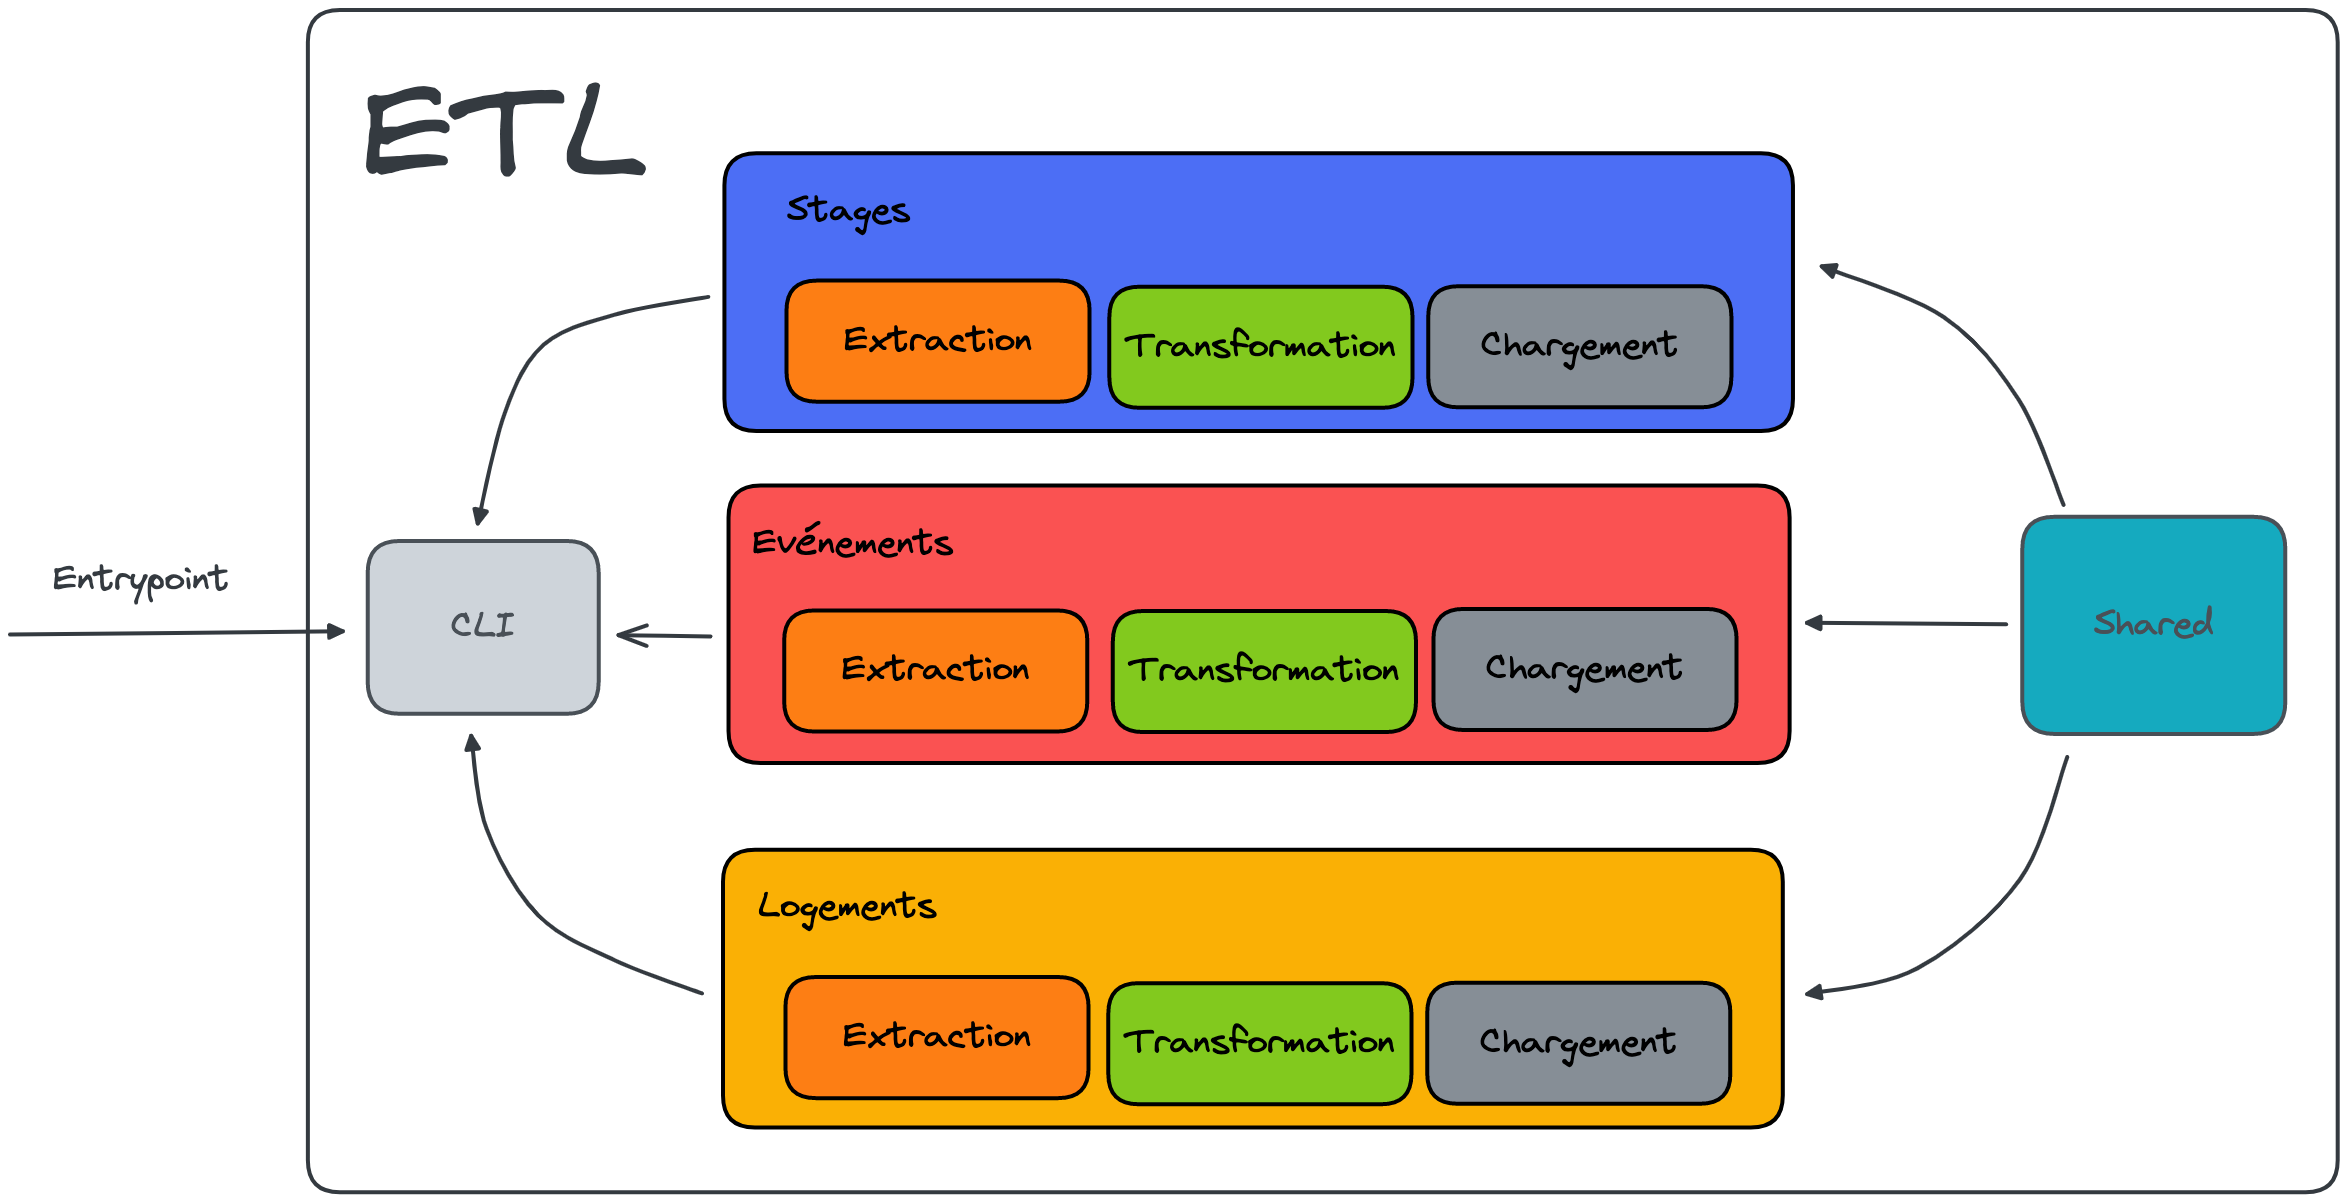 ETL
Stages
Extraction
Transformation
Chargement
Entrypoint
CLI
Evénements
Extraction
Transformation
Chargement
Shared
Logements
Extraction
Transformation
Chargement